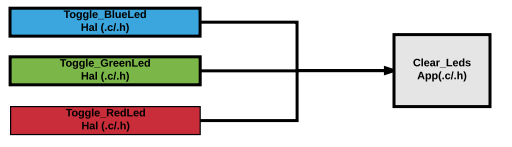 Toggle_BlueLed
Hal (.c/.h)
Toggle_GreenLed
Hal (.c/.h)
Toggle_RedLed
Hal (.c/.h)
Clear_Leds
App(.c/.h)